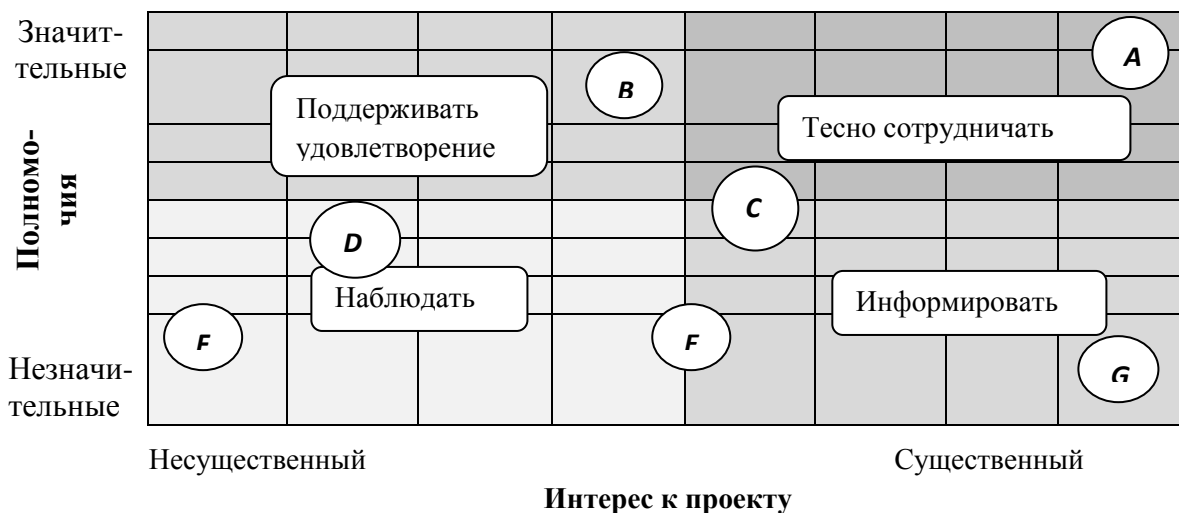 Значит-
тельные
A
B
Поддерживать
удовлетворение
Тесно сотрудничать
Полномо-
чия
C
D
Наблюдать
Информировать
F
F
G
Незначи-
тельные
Несущественный
Существенный
Интерес к проекту